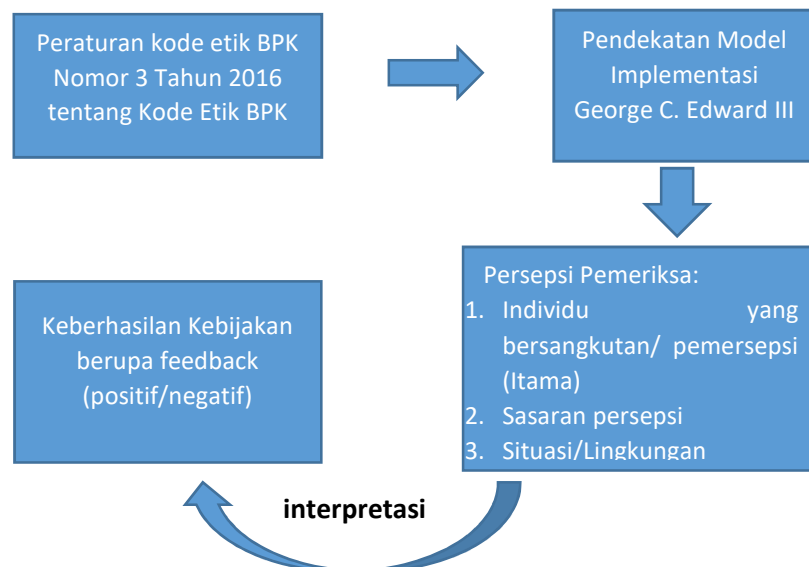 Peraturan kode etik BPK
Nomor 3 Tahun 2016
tentang Kode Etik BPK
Pendekatan Model
Implementasi
George C. Edward III
Persepsi Pemeriksa:
1. Individu yang
bersangkutan/ pemersepsi
(Itama)
2. Sasaran persepsi
3. Situasi/Lingkungan
Keberhasilan Kebijakan
berupa feedback
(positif/negatif)
interpretasi